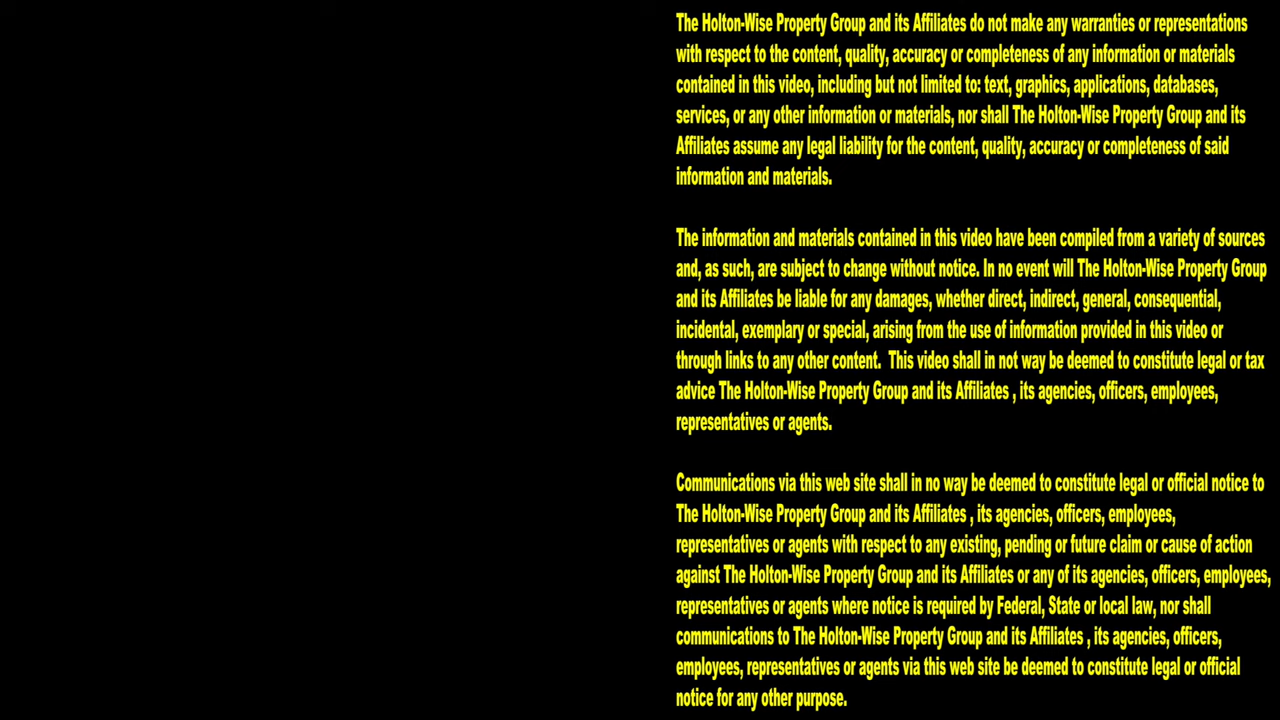 The Holton-Wise Property Group and its Affiliates do not make any warranties or representations
with respect to the content, quality, accuracy or completeness of any information or materials
contained in this video, including but not limited to: text, graphics, applications, databases,
services, or any other information or materials, nor shall The Holton-Wise Property Group and its
Affiliates assume any legal liability for the content, quality, accuracy or completeness of said
information and materials.
The information and materials contained in this video have been compiled from a variety of sources
and, as such, are subject to change without notice. In no event will The Holton-Wise Property Group
and its Affiliates be liable for any damages, whether direct, indirect, general, consequential,
incidental, exemplary or special, arising from the use of information provided in this video or
through links to any other content.  This video shall in not way be deemed to constitute legal or tax
advice The Holton-Wise Property Group and its Affiliates , its agencies, officers, employees,
representatives or agents.
Communications via this web site shall in no way be deemed to constitute legal or official notice to
The Holton-Wise Property Group and its Affiliates , its agencies, officers, employees,
representatives or agents with respect to any existing, pending or future claim or cause of action
against The Holton-Wise Property Group and its Affiliates or any of its agencies, officers, employees,
representatives or agents where notice is required by Federal, State or local law, nor shall
communications to The Holton-Wise Property Group and its Affiliates , its agencies, officers,
employees, representatives or agents via this web site be deemed to constitute legal or official
notice for any other purpose.